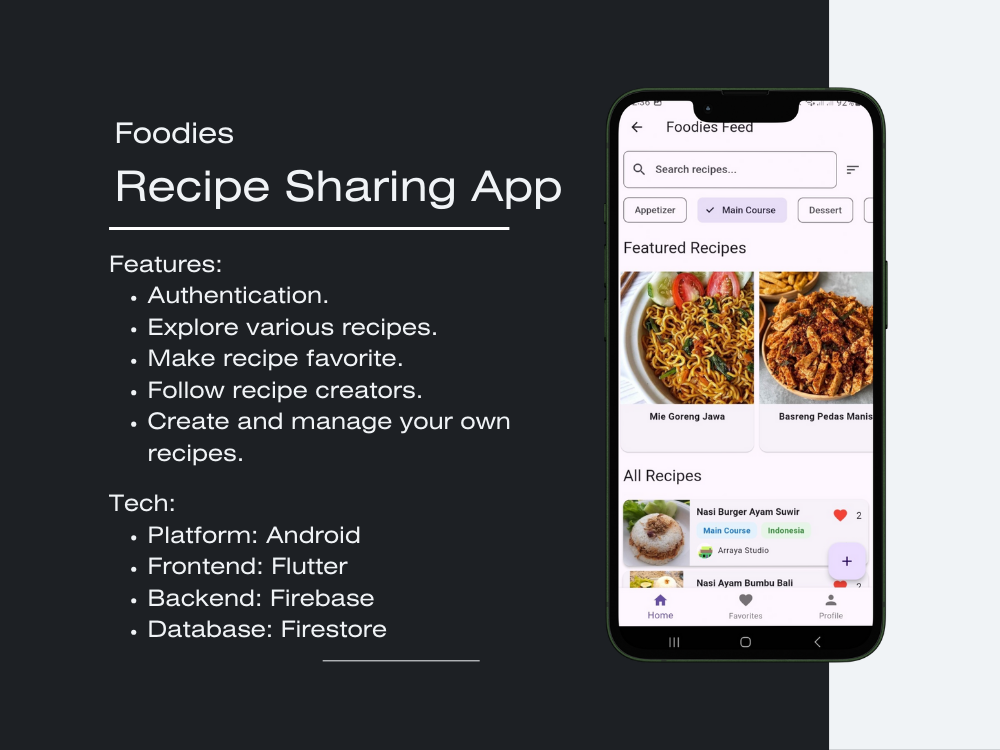 Foodies
Recipe Sharing App
Features:
• Authentication.
• Explore various recipes.
• Make recipe favorite.
• Follow recipe creators.
• Create and manage your own
recipes.
Tech:
• Platform: Android
• Frontend: Flutter
• Backend: Firebase
• Database: Firestore
Foodies Feed
Search recipes...
Appetizer
Main Course
Dessert
Featured Recipes
Mie Goreng Jawa
Basreng Pedas Manis
All Recipes
Nasi Burger Ayam Suwir
2
Main Course
Indonesia
Arraya Studio
+
Nasi Ayam Bumbu Bali
Home
Favorites
Profile